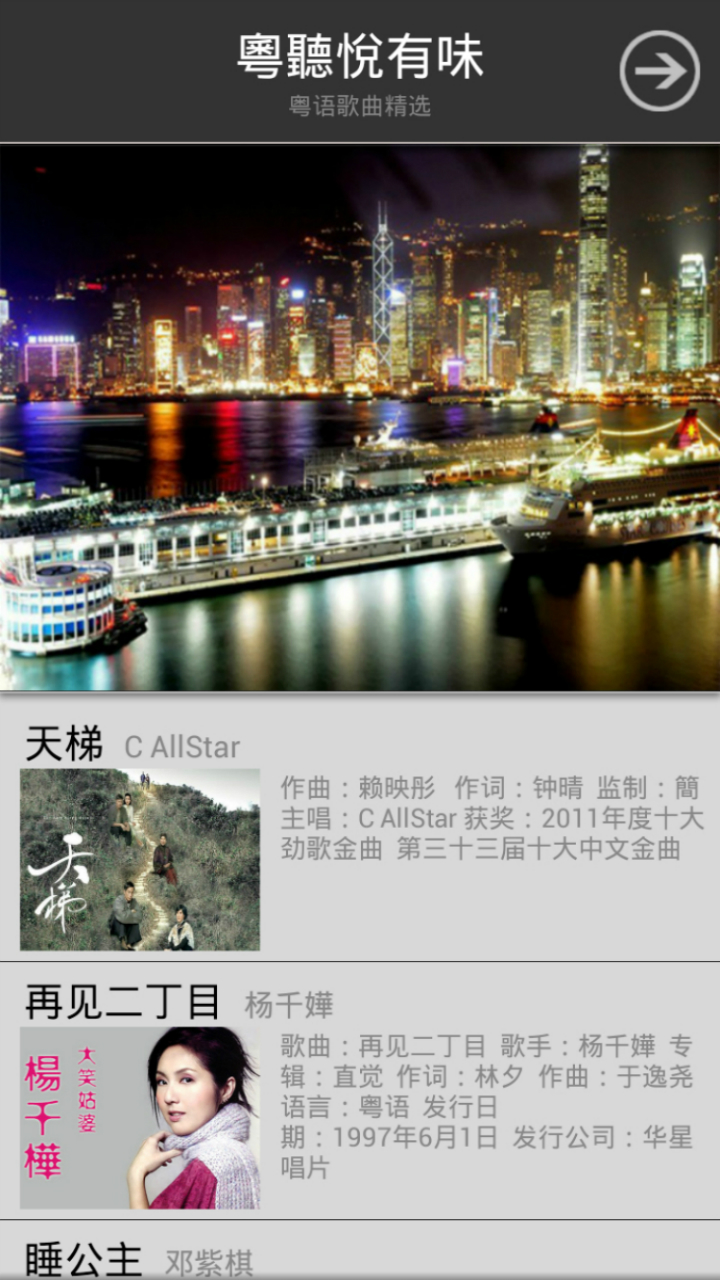 粵聽悅有味
粤语歌曲精选
天梯 C AllStar
天梯
作曲：赖映彤 作词：钟晴 监制：簡
主唱：C AllStar 获奖：2011年度十大
劲歌金曲 第三十三届十大中文金曲
再见二丁目 杨千嬅
大笑姑婆
楊千樺
歌曲：再见二丁目 歌手：杨千嬅 专
辑：直觉 作词：林夕 作曲：于逸尧
语言：粤语 发行日
期：1997年6月1日 发行公司：华星
唱片
睡公主 邓紫棋